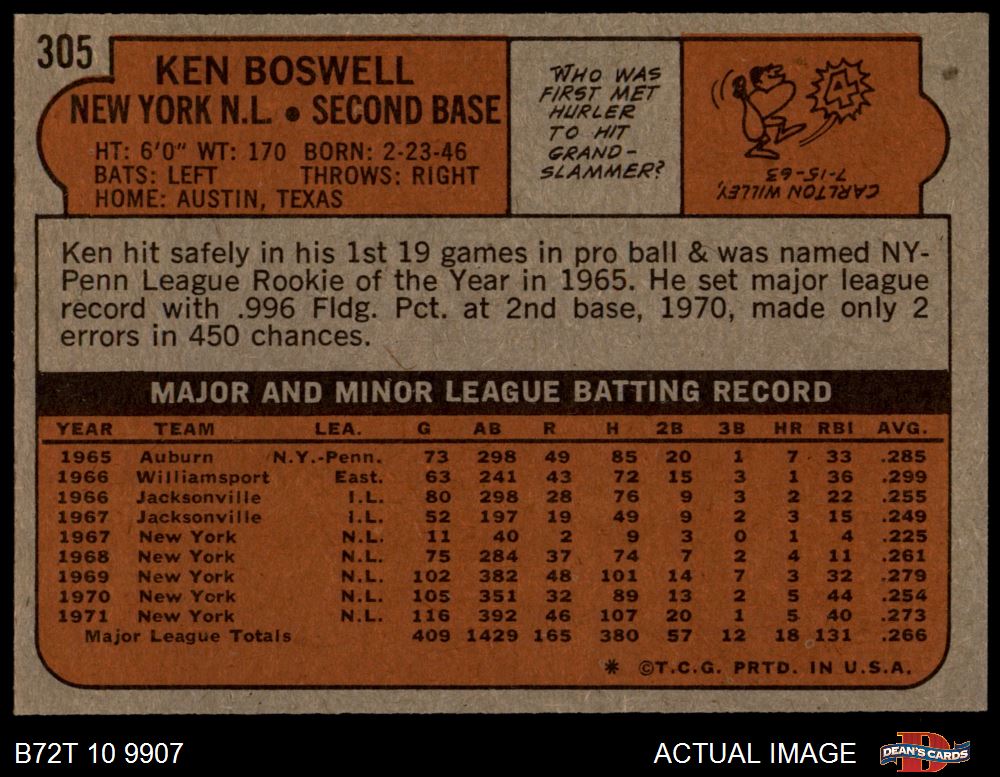 305
KEN BOSWELL
NEW YORK N.L. • SECOND BASE
HT: 6'0" WT: 170 BORN: 2-23-46
BATS: LEFT THROWS: RIGHT
HOME: AUSTIN, TEXAS
WHO WAS
FIRST MET
HURLER
TO HIT
GRAND-
SLAMMER?
4
CARLTON WILLEY,
7-15-63
Ken hit safely in his 1st 19 games in pro ball & was named NY-
Penn League Rookie of the Year in 1965. He set major league
record with .996 Fldg. Pct. at 2nd base, 1970, made only 2
errors in 450 chances.
MAJOR AND MINOR LEAGUE BATTING RECORD
YEAR TEAM LEA. G AB R H 2B 3B HR RBI AVG.
1965 Auburn N.Y.-Penn. 73 298 49 85 20 1 7 33 .285
1966 Williamsport East. 63 241 43 72 15 3 1 36 .299
1966 Jacksonville I.L. 80 298 28 76 9 3 2 22 .255
1967 Jacksonville I.L. 52 197 19 49 9 2 3 15 .249
1967 New York N.L. 11 40 2 9 3 0 1 4 .225
1968 New York N.L. 75 284 37 74 7 2 4 11 .261
1969 New York N.L. 102 382 48 101 14 7 3 32 .279
1970 New York N.L. 105 351 32 89 13 2 5 44 .254
1971 New York N.L. 116 392 46 107 20 1 5 40 .273
Major League Totals 409 1429 165 380 57 12 18 131 .266
* ©T.C.G. PRTD. IN U.S.A.
B72T 10 9907
ACTUAL IMAGE
DEAN'S CARDS